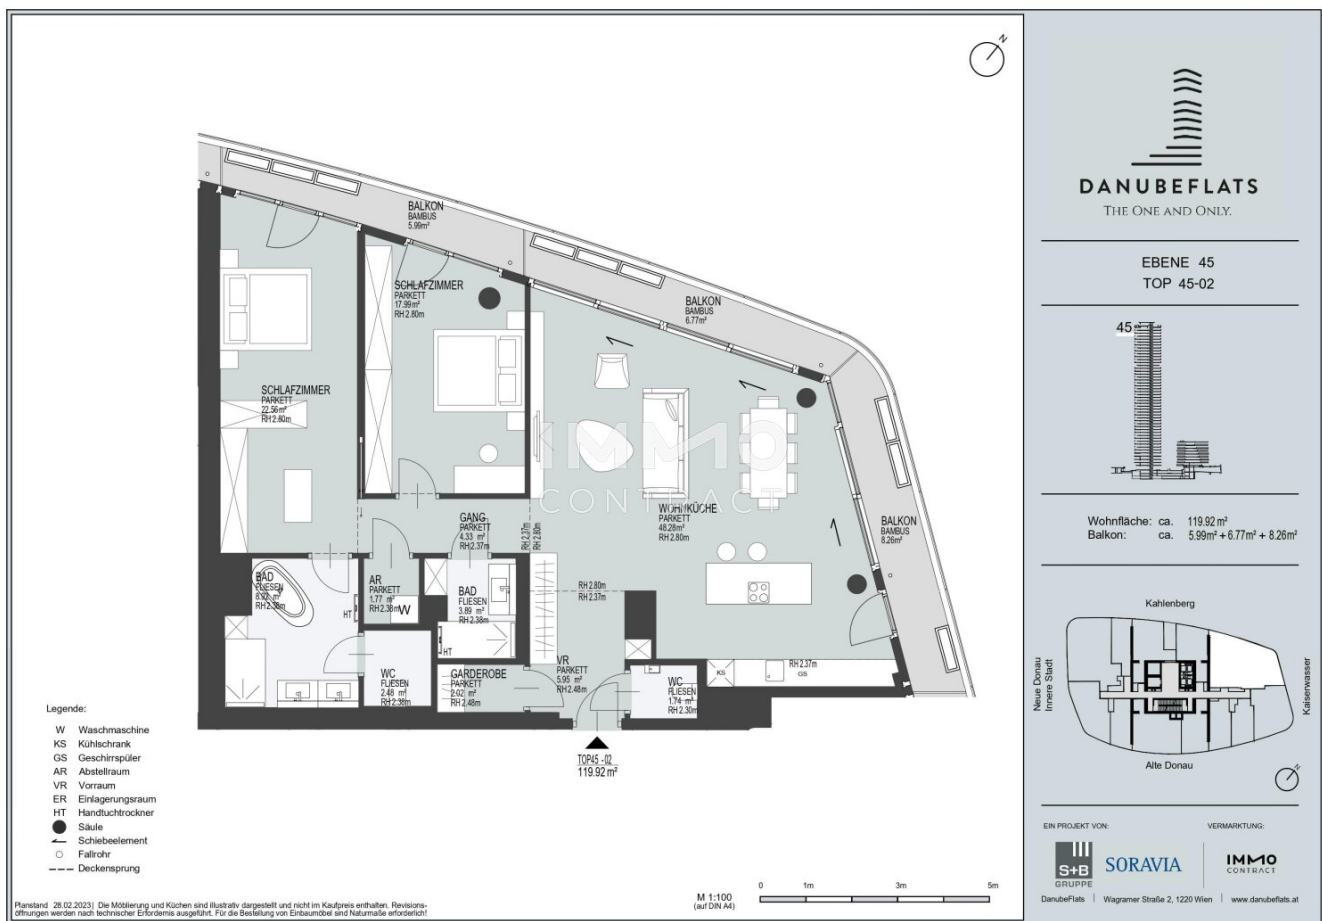 N
BALKON
BAMBUS
5.99m²
BALKON
BAMBUS
6.77m²
SCHLAFZIMMER
PARKETT
17.99m²
RH 2.80m
SCHLAFZIMMER
PARKETT
22.56m²
RH 2.80m
IMMO
CONTRACT
WOHNKÜCHE
PARKETT
48.28m²
RH 2.80m
BALKON
BAMBUS
8.26m²
GANG
PARKETT
4.33 m²
RH 2.37m
RH 2.37m
RH 2.80m
BAD
FLIESEN
8.92 m²
RH 2.38m
HT
AR
PARKETT
1.77 m²
RH 2.38m
W
BAD
FLIESEN
3.89 m²
RH 2.38m
HT
RH 2.80m
RH 2.37m
WC
FLIESEN
2.48 m²
RH 2.38m
GARDEROBE
PARKETT
2.02 m²
RH 2.48m
VR
PARKETT
5.95 m²
RH 2.48m
WC
FLIESEN
1.74 m²
RH 2.30m
KS
RH 2.37m
GS
TOP45 -02
119.92 m²
Legende:
W Waschmaschine
KS Kühlschrank
GS Geschirrspüler
AR Abstellraum
VR Vorraum
ER Einlagerungsraum
HT Handtuchtrockner
Säule
Schiebeelement
Fallrohr
Deckensprung
Planstand 28.02.2023| Die Möblierung und Küchen sind illustrativ dargestellt und nicht im Kaufpreis enthalten. Revisions-
öffnungen werden nach technischer Erfordernis ausgeführt. Für die Bestellung von Einbaumöbel sind Naturmaße erforderlich!
M 1:100
(auf DIN A4)
0 1m 3m 5m
DANUBEFLATS
THE ONE AND ONLY.
EBENE 45
TOP 45-02
45
Wohnfläche: ca. 119.92 m²
Balkon: ca. 5.99m² + 6.77m² + 8.26m²
Kahlenberg
Neue Donau
Innere Stadt
Kaiserwasser
Alte Donau
N
EIN PROJEKT VON:
VERMARKTUNG:
S+B
GRUPPE
SORAVIA
IMMO
CONTRACT
DanubeFlats | Wagramer Straße 2, 1220 Wien | www.danubeflats.at